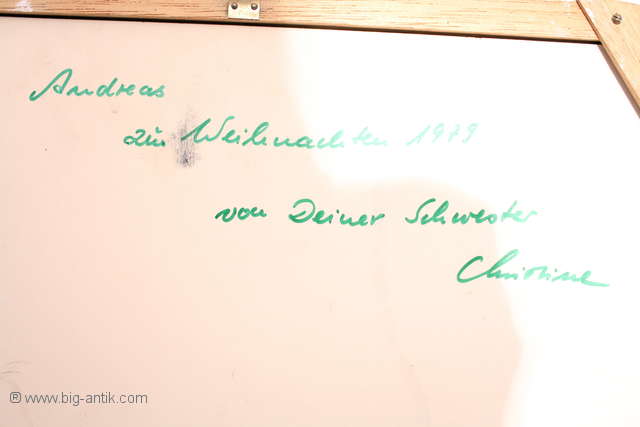 Andreas
zu Weihnachten 1979
von Deiner Schwester
Christine
® www.big-antik.com